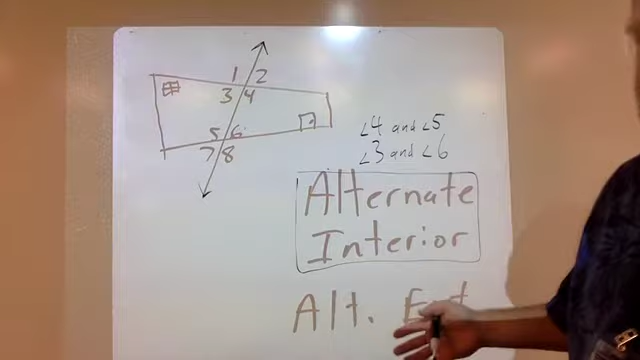 1 2
3 4
5 6
7 8
∠4 and ∠5
∠3 and ∠6
Alternate
Interior
Alt.